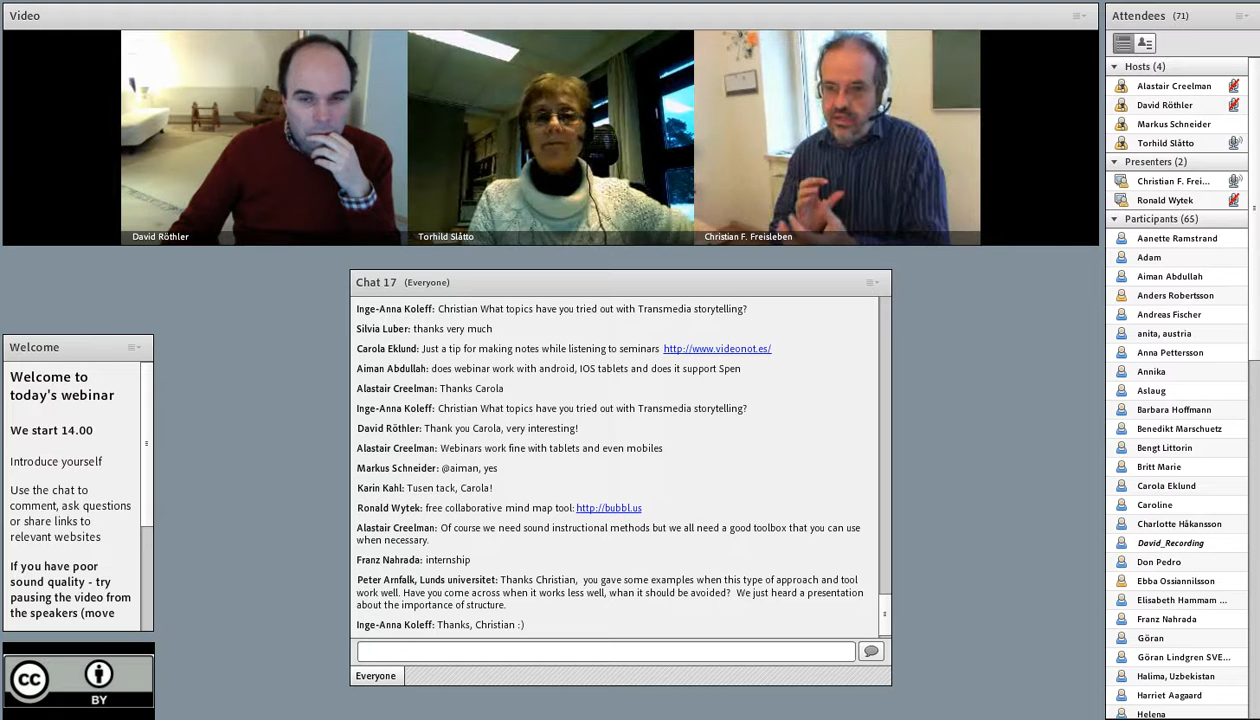 Video
David Röthler
Torhild Slåtto
Christian F. Freisleben
Welcome
Welcome to
today's webinar
We start 14.00
Introduce yourself
Use the chat to
comment, ask questions
or share links to
relevant websites
If you have poor
sound quality - try
pausing the video from
the speakers (move
CC
BY
Chat 17 (Everyone)
Inge-Anna Koleff: Christian What topics have you tried out with Transmedia storytelling?
Silvia Luber: thanks very much
Carola Eklund: Just a tip for making notes while listening to seminars http://www.videonot.es/
Aiman Abdullah: does webinar work with android, IOS tablets and does it support Spen
Alastair Creelman: Thanks Carola
Inge-Anna Koleff: Christian What topics have you tried out with Transmedia storytelling?
David Röthler: Thank you Carola, very interesting!
Alastair Creelman: Webinars work fine with tablets and even mobiles
Markus Schneider: @aiman, yes
Karin Kahl: Tusen tack, Carola!
Ronald Wytek: free collaborative mind map tool: http://bubbl.us
Alastair Creelman: Of course we need sound instructional methods but we all need a good toolbox that you can use
when necessary.
Franz Nahrada: internship
Peter Arnfalk, Lunds universitet: Thanks Christian, you gave some examples when this type of approach and tool
work well. Have you come across when it works less well, whan it should be avoided? We just heard a presentation
about the importance of structure.
Inge-Anna Koleff: Thanks, Christian :)
Everyone
Attendees (71)
Hosts (4)
Alastair Creelman
David Röthler
Markus Schneider
Torhild Slåtto
Presenters (2)
Christian F. Frei...
Ronald Wytek
Participants (65)
Aanette Ramstrand
Adam
Aiman Abdullah
Anders Robertsson
Andreas Fischer
anita, austria
Anna Pettersson
Annika
Aslaug
Barbara Hoffmann
Benedikt Marschuetz
Bengt Littorin
Britt Marie
Carola Eklund
Caroline
Charlotte Håkansson
David_Recording
Don Pedro
Ebba Ossiannilsson
Elisabeth Hammam ...
Franz Nahrada
Göran
Göran Lindgren SVE...
Halima, Uzbekistan
Harriet Aagaard
Helena